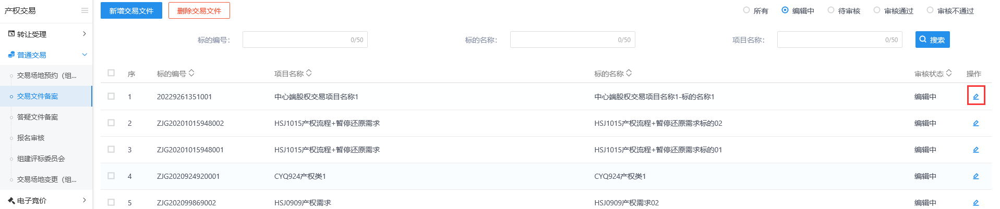 产权交易
转让受理
普通交易
交易场地预约（组...
交易文件备案
答疑文件备案
报名审核
组建评标委员会
交易场地变更（组...
电子竞价
新增交易文件 删除交易文件 所有 编辑中 待审核 审核通过 审核不通过
标的编号： 0/50 标的名称： 0/50 项目名称： 0/50 搜索
序 标的编号 项目名称 标的名称 审核状态 操作
1 20229261351001 中心端股权交易项目名称1 中心端股权交易项目名称1-标的名称1 编辑中
2 ZJG20201015948002 HSJ1015产权流程+暂停还原需求 HSJ1015产权流程+暂停还原需求标的02 编辑中
3 ZJG20201015948001 HSJ1015产权流程+暂停还原需求 HSJ1015产权流程+暂停还原需求标的01 编辑中
4 ZJG2020924920001 CYQ924产权类1 CYQ924产权类1 编辑中
5 ZJG202099869002 HSJ0909产权需求 HSJ0909产权需求02 编辑中